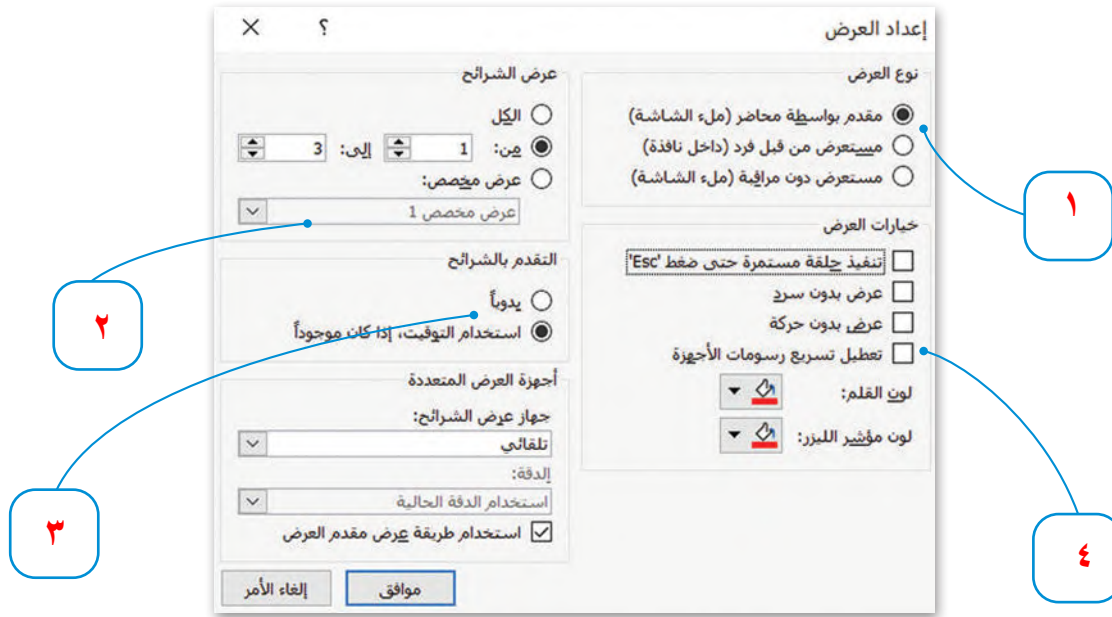 إعداد العرض
؟
نوع العرض
مقدم بواسطة محاضر (ملء الشاشة)
مستعرض من قبل فرد (داخل نافذة)
مستعرض دون مراقبة (ملء الشاشة)
١
خيارات العرض
تنفيذ حلقة مستمرة حتى ضغط 'Esc'
عرض بدون سرد
عرض بدون حركة
تعطيل تسريع رسومات الأجهزة
لون القلم:
لون مؤشر الليزر:
٤
عرض الشرائح
الكل
من: 1 إلى: 3
عرض مخصص:
عرض مخصص 1
٢
التقدم بالشرائح
يدوياً
استخدام التوقيت، إذا كان موجوداً
٣
أجهزة العرض المتعددة
جهاز عرض الشرائح:
تلقائي
الدقة:
استخدام الدقة الحالية
استخدام طريقة عرض مقدم العرض
موافق
إلغاء الأمر